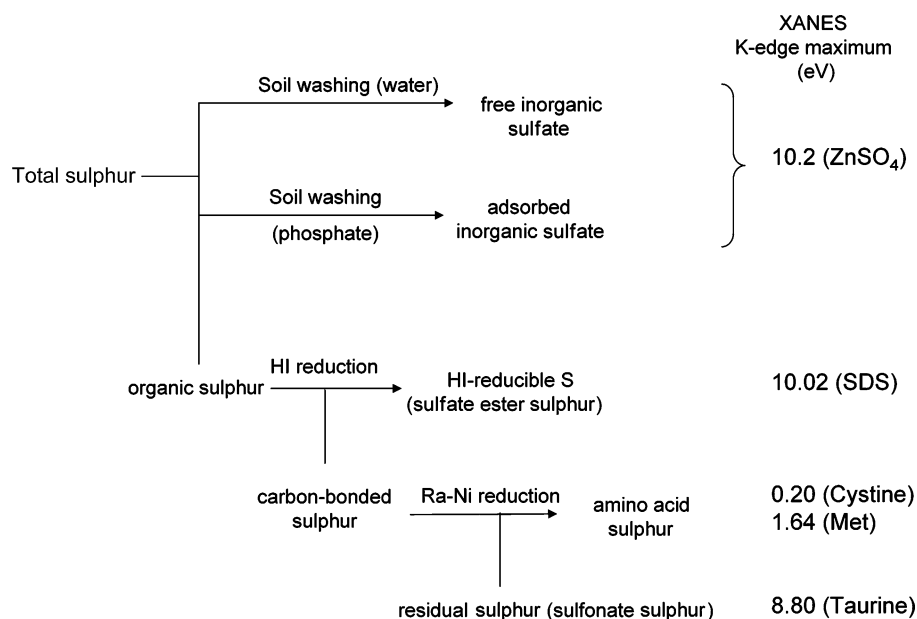 XANES
K-edge maximum
(eV)
Soil washing (water)
free inorganic
sulfate
10.2 (ZnSO₄)
Total sulphur
Soil washing
(phosphate)
adsorbed
inorganic sulfate
HI reduction
organic sulphur
HI-reducible S
(sulfate ester sulphur)
10.02 (SDS)
carbon-bonded
sulphur
Ra-Ni reduction
amino acid
sulphur
0.20 (Cystine)
1.64 (Met)
residual sulphur (sulfonate sulphur)
8.80 (Taurine)